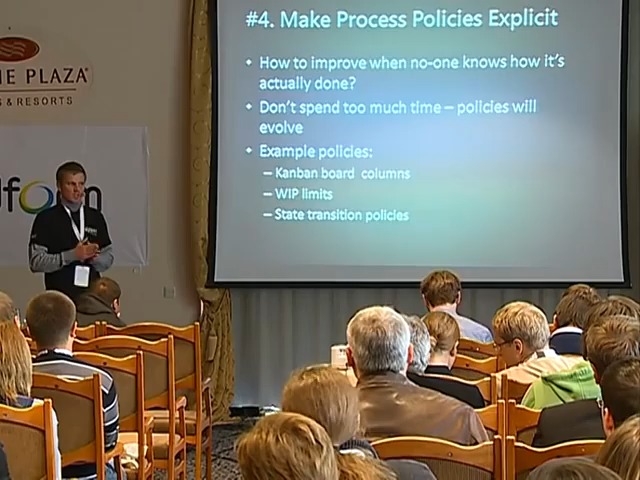 #4. Make Process Policies Explicit
• How to improve when no-one knows how it's
actually done?
• Don't spend too much time – policies will
evolve
• Example policies:
– Kanban board columns
– WIP limits
– State transition policies
NE PLAZA
S & RESORTS